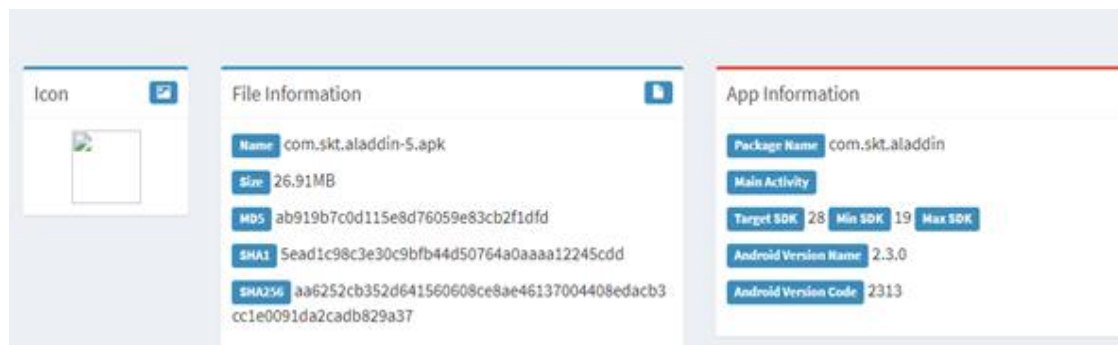 Icon
File Information
Name com.skt.aladdin-5.apk
Size 26.91MB
MD5 ab919b7c0d115e8d76059e83cb2f1dfd
SHA1 5ead1c98c3e30c9bfb44d50764a0aaaa12245cdd
SHA256 aa6252cb352d641560608ce8ae46137004408edacb3
cc1e0091da2cadb829a37
App Information
Package Name com.skt.aladdin
Main Activity
Target SDK 28 Min SDK 19 Max SDK
Android Version Name 2.3.0
Android Version Code 2313